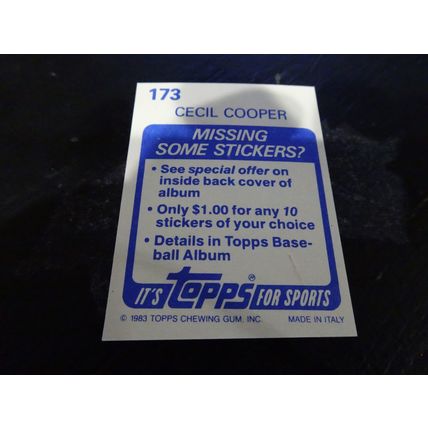 173
CECIL COOPER
MISSING
SOME STICKERS?
• See special offer on
inside back cover of
album
• Only $1.00 for any 10
stickers of your choice
• Details in Topps Base-
ball Album
IT'S Topps® FOR SPORTS
© 1983 TOPPS CHEWING GUM, INC. MADE IN ITALY